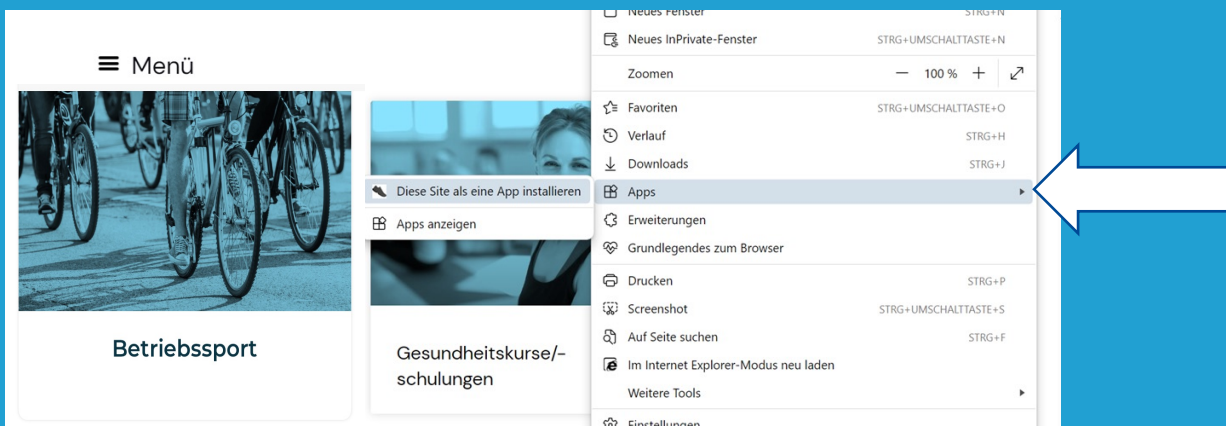 Menü
Betriebssport
Gesundheitskurse/-
schulungen
Diese Site als eine App installieren
Apps anzeigen
Neues Fenster STRG+N
Neues InPrivate-Fenster STRG+UMSCHALTTASTE+N
Zoomen — 100 % +
Favoriten STRG+UMSCHALTTASTE+O
Verlauf STRG+H
Downloads STRG+J
Apps
Erweiterungen
Grundlegendes zum Browser
Drucken STRG+P
Screenshot STRG+UMSCHALTTASTE+S
Auf Seite suchen STRG+F
Im Internet Explorer-Modus neu laden
Weitere Tools
Einstellungen